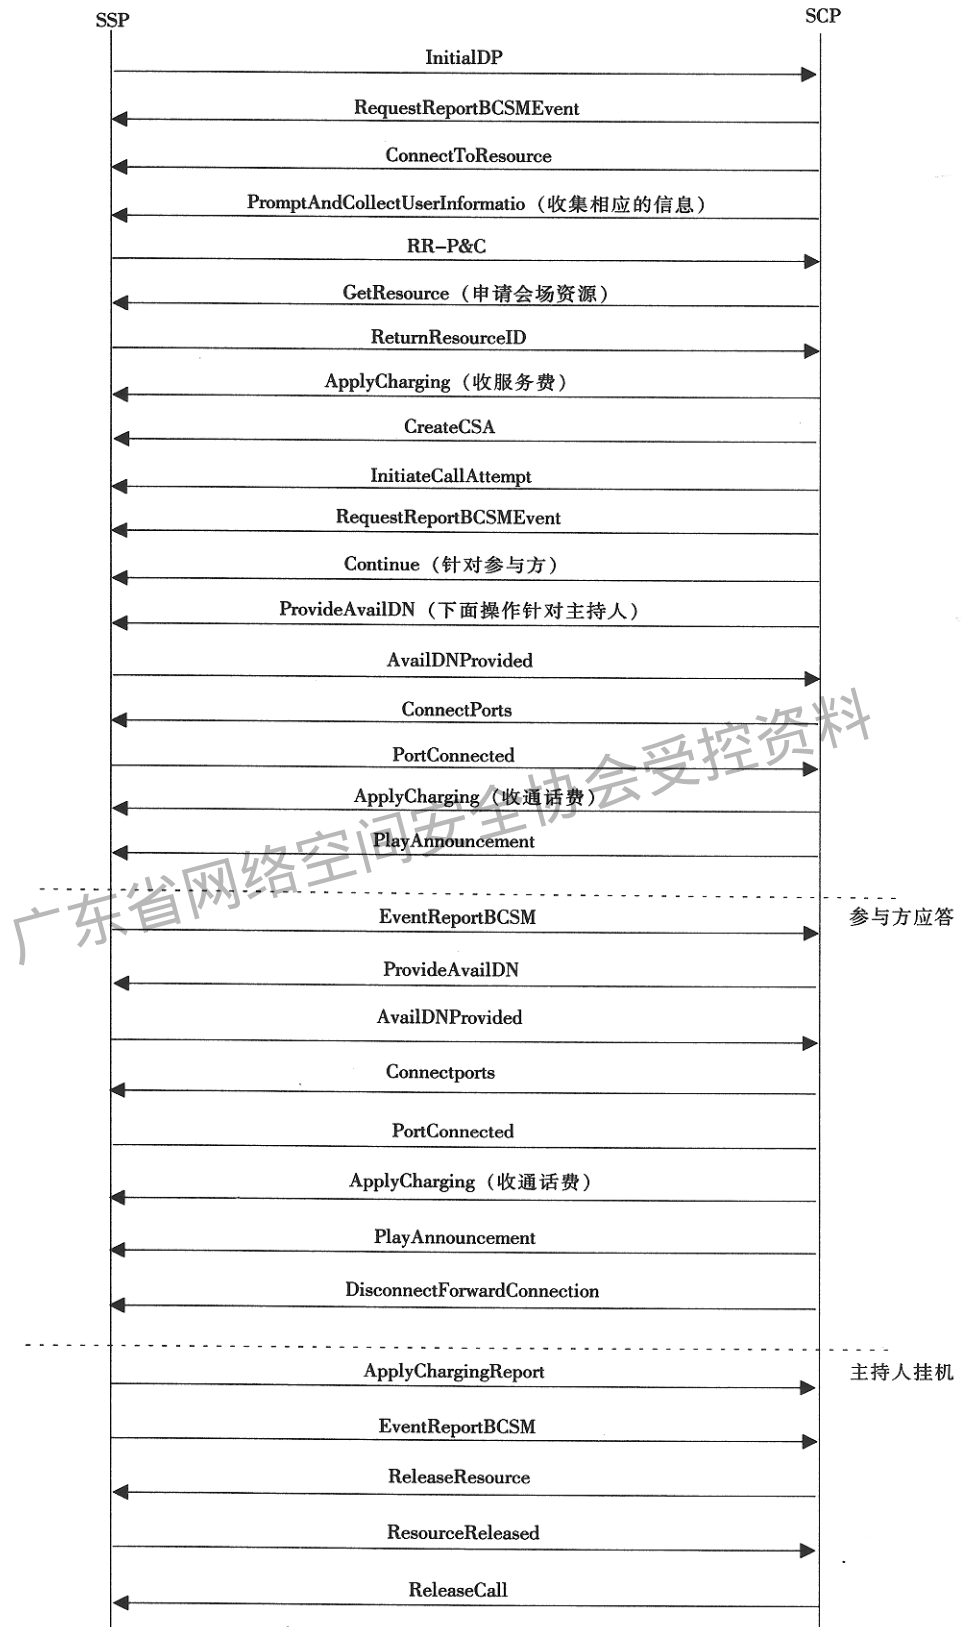 SSP
SCP
InitialDP
RequestReportBCSMEvent
ConnectToResource
PromptAndCollectUserInformatio（收集相应的信息）
RR-P&C
GetResource（申请会场资源）
ReturnResourceID
ApplyCharging（收服务费）
CreateCSA
InitiateCallAttempt
RequestReportBCSMEvent
Continue（针对参与方）
ProvideAvailDN（下面操作针对主持人）
AvailDNProvided
ConnectPorts
PortConnected
ApplyCharging（收通话费）
PlayAnnouncement
广东省网络空间安全协会受控资料
EventReportBCSM
参与方应答
ProvideAvailDN
AvailDNProvided
Connectports
PortConnected
ApplyCharging（收通话费）
PlayAnnouncement
DisconnectForwardConnection
ApplyChargingReport
主持人挂机
EventReportBCSM
ReleaseResource
ResourceReleased
ReleaseCall